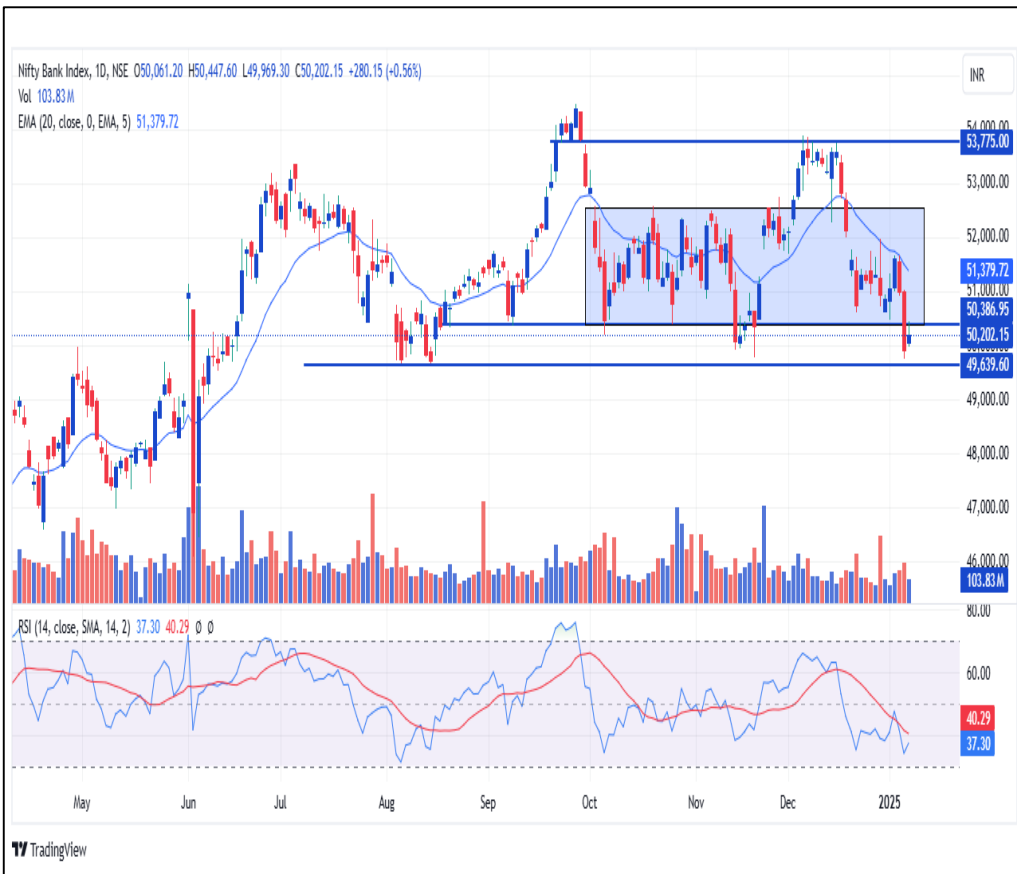 Nifty Bank Index, 1D, NSE O50,061.20 H50,447.60 L49,969.30 C50,202.15 +280.15 (+0.56%)
INR
Vol 103.83 M
EMA (20, close, 0, EMA, 5) 51,379.72
54,000.00
53,775.00
53,000.00
52,000.00
51,379.72
51,000.00
50,386.95
50,202.15
49,639.60
49,000.00
48,000.00
47,000.00
46,000.00
103.83 M
80.00
RSI (14, close, SMA, 14, 2) 37.30 40.29 Ø Ø
60.00
40.29
37.30
May Jun Jul Aug Sep Oct Nov Dec 2025
TradingView